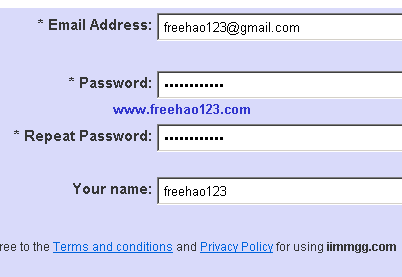 * Email Address: freehao123@gmail.com
* Password: ••••••••••••
www.freehao123.com
* Repeat Password: ••••••••••••
Your name: freehao123
ree to the Terms and conditions and Privacy Policy for using iimmgg.com